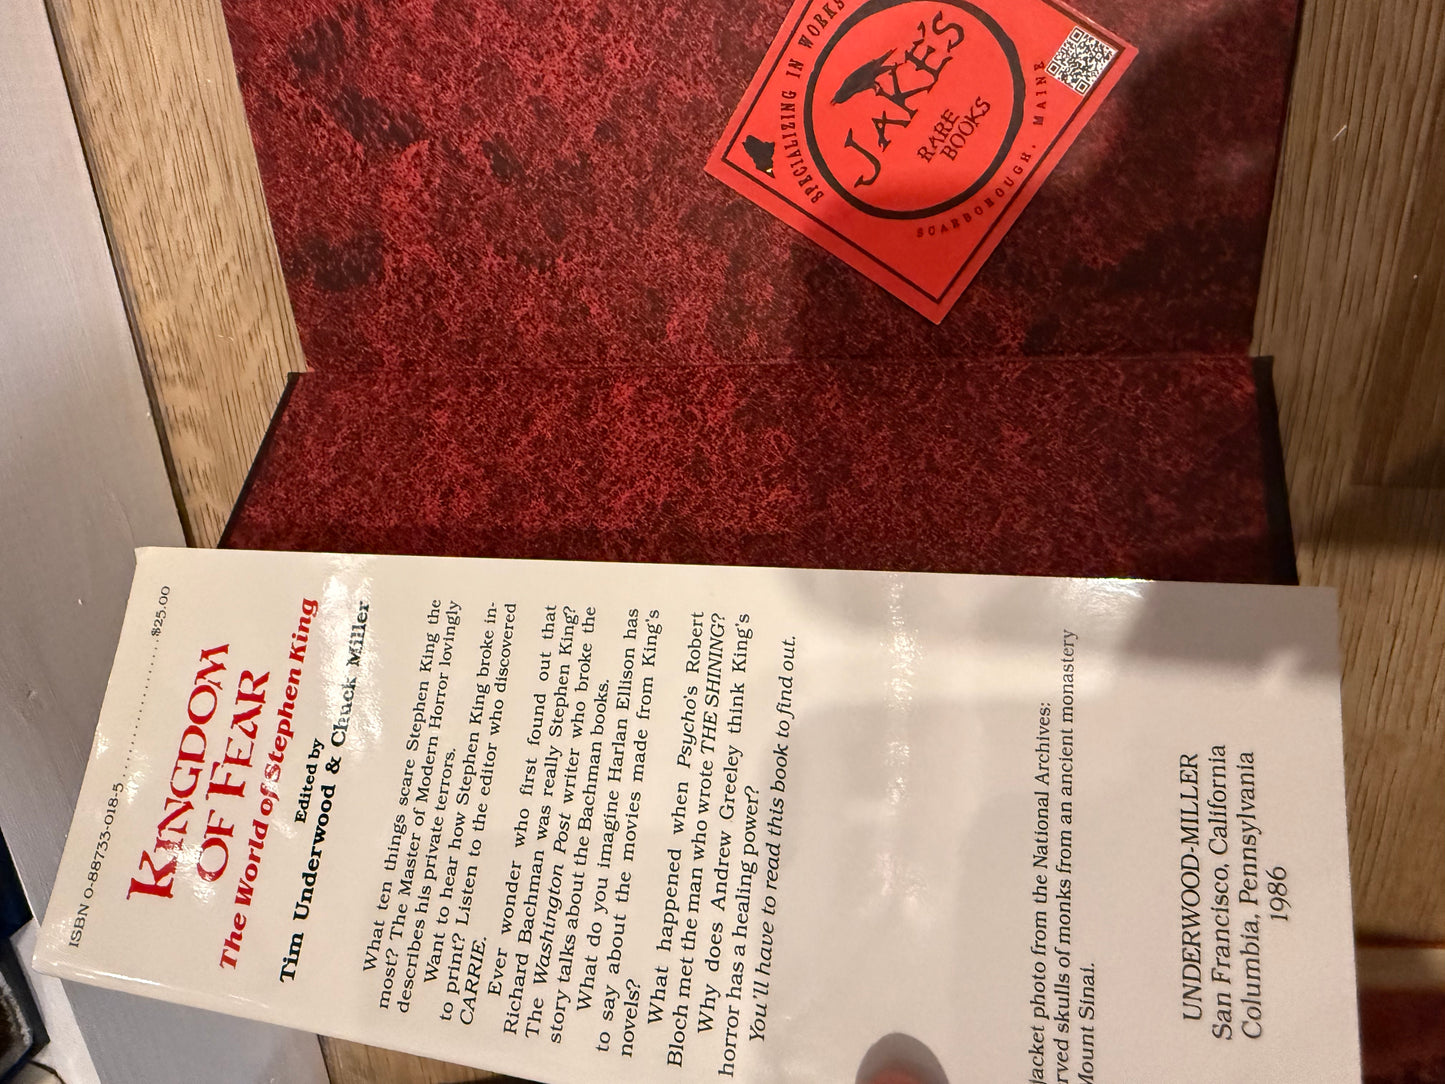 ISBN 0-88733-018-5 $25.00
KINGDOM
OF FEAR
The World of Stephen King
Edited by
Tim Underwood & Chuck Miller
What ten things scare Stephen King the
most? The Master of Modern Horror lovingly
describes his private terrors.
Want to hear how Stephen King broke in-
to print? Listen to the editor who discovered
CARRIE.
Ever wonder who first found out that
Richard Bachman was really Stephen King?
The Washington Post writer who broke the
story talks about the Bachman books.
What do you imagine Harlan Ellison has
to say about the movies made from King's
novels?
What happened when Psycho's Robert
Bloch met the man who wrote THE SHINING?
Why does Andrew Greeley think King's
horror has a healing power?
You'll have to read this book to find out.
Jacket photo from the National Archives:
rved skulls of monks from an ancient monastery
Mount Sinai.
UNDERWOOD-MILLER
San Francisco, California
Columbia, Pennsylvania
1986
SPECIALIZING IN WORKS
JAKE'S
RARE
BOOKS
SCARBOROUGH, MAINE